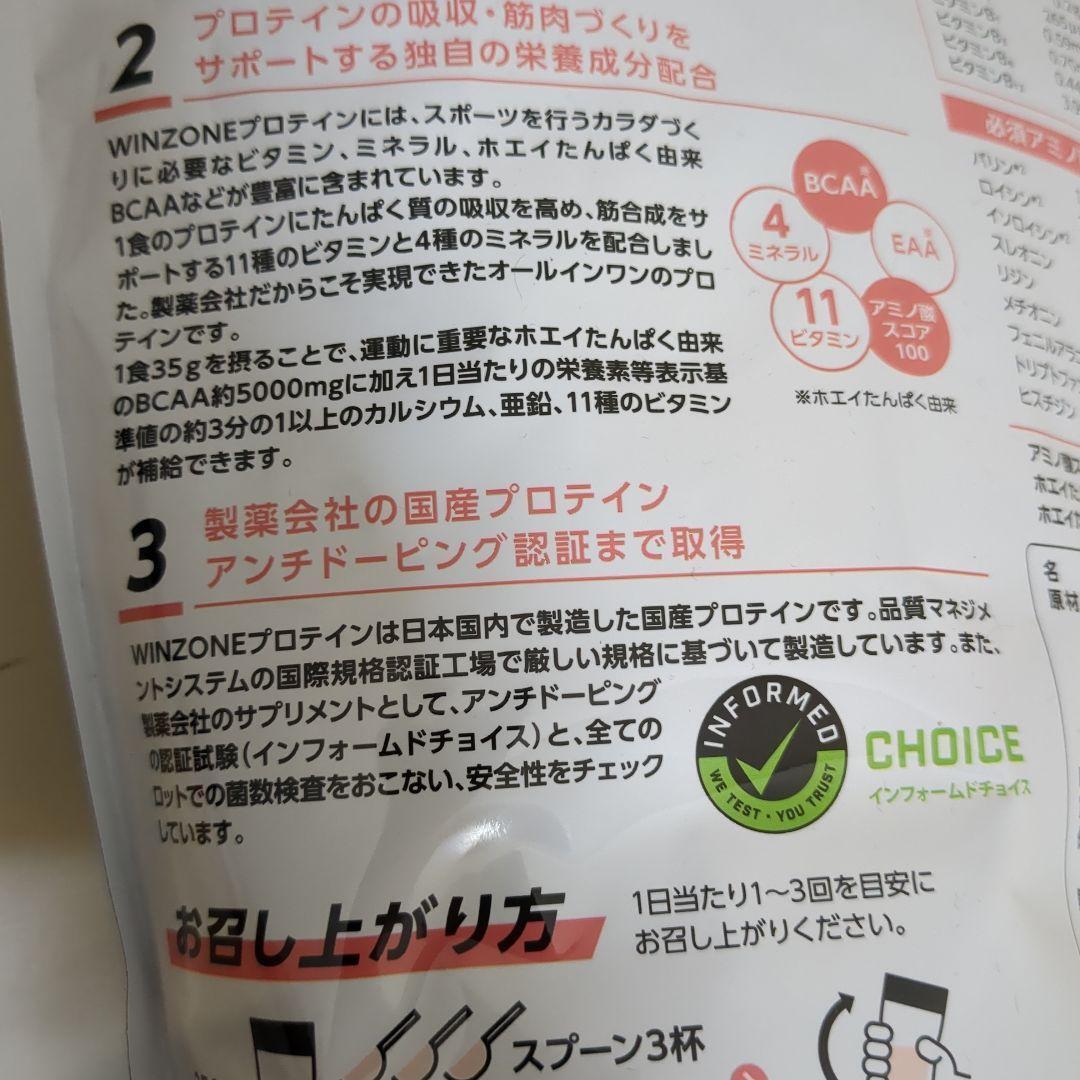 2
プロテインの吸収・筋肉づくりを
サポートする独自の栄養成分配合
WINZONEプロテインには、スポーツを行うカラダづく
りに必要なビタミン、ミネラル、ホエイたんぱく由来
BCAAなどが豊富に含まれています。
1食のプロテインにたんぱく質の吸収を高め、筋合成をサ
ポートする11種のビタミンと4種のミネラルを配合しまし
た。製薬会社だからこそ実現できたオールインワンのプロ
テインです。
1食35gを摂ることで、運動に重要なホエイたんぱく由来
のBCAA約5000mgに加え1日当たりの栄養素等表示基
準値の約3分の1以上のカルシウム、亜鉛、11種のビタミン
が補給できます。
BCAA※
4
ミネラル
EAA※
11
ビタミン
アミノ酸
スコア
100
※ホエイたんぱく由来
3
製薬会社の国産プロテイン
アンチドーピング認証まで取得
WINZONEプロテインは日本国内で製造した国産プロテインです。品質マネジメ
ントシステムの国際規格認証工場で厳しい規格に基づいて製造しています。また、
製薬会社のサプリメントとして、アンチドーピング
の認証試験(インフォームドチョイス)と、全ての
ロットでの菌数検査をおこない、安全性をチェック
しています。
INFORMED
WE TEST・YOU TRUST
CHOICE
インフォームドチョイス
お召し上がり方
1日当たり1〜3回を目安に
お召し上がりください。
スプーン3杯
必須アミノ
バリン
ロイシン
イソロイシン
スレオニン
リジン
メチオニン
フェニルアラ
トリプトファ
ヒスチジン
アミノ酸ス
ホエイた
ホエイた
名
原材